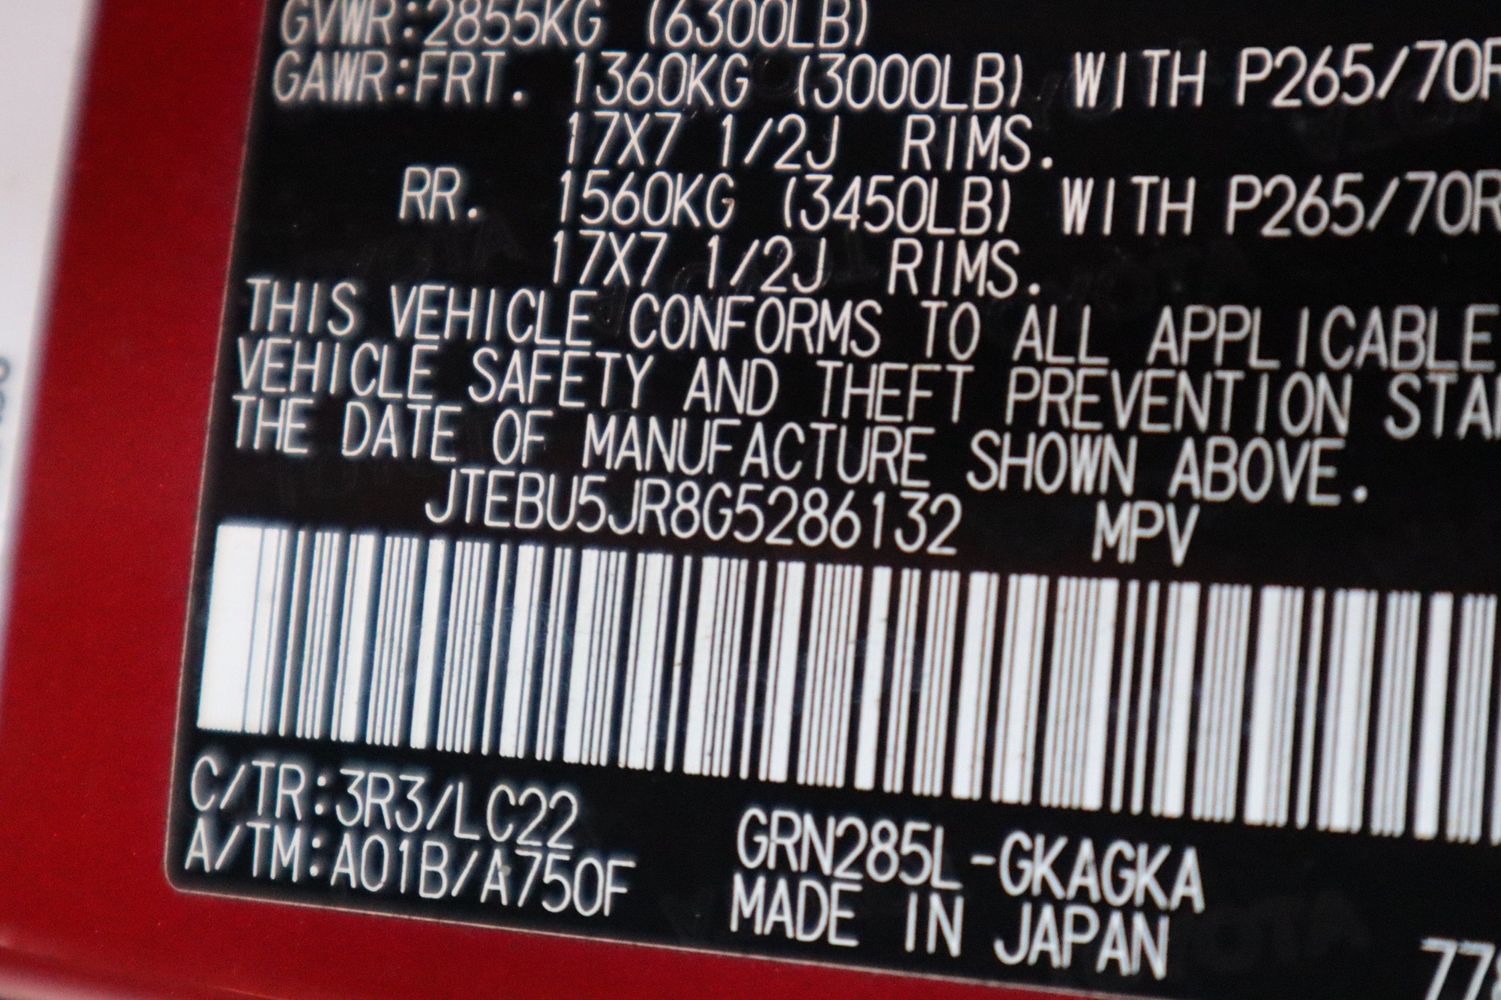 GVWR:2855KG (6300LB)
GAWR:FRT. 1360KG (3000LB) WITH P265/70R
17X7 1/2J RIMS.
RR. 1560KG (3450LB) WITH P265/70R
17X7 1/2J RIMS.
THIS VEHICLE CONFORMS TO ALL APPLICABLE
VEHICLE SAFETY AND THEFT PREVENTION STA
THE DATE OF MANUFACTURE SHOWN ABOVE.
JTEBU5JR8G5286132 MPV
C/TR:3R3/LC22
A/TM:A01B/A750F
GRN285L-GKAGKA
MADE IN JAPAN
778